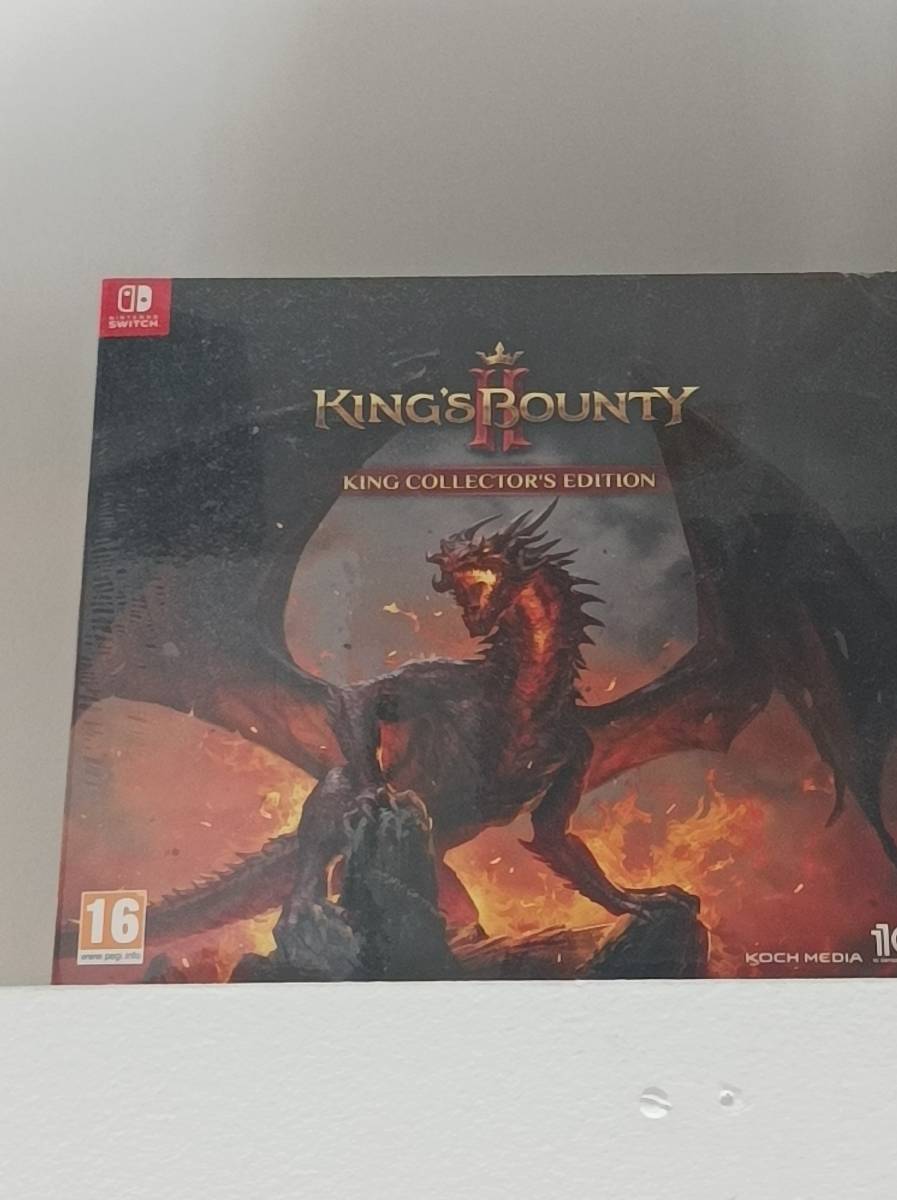 NINTENDO
SWITCH
II
KING'S BOUNTY
KING COLLECTOR'S EDITION
16
www.pegi.info
KOCH MEDIA